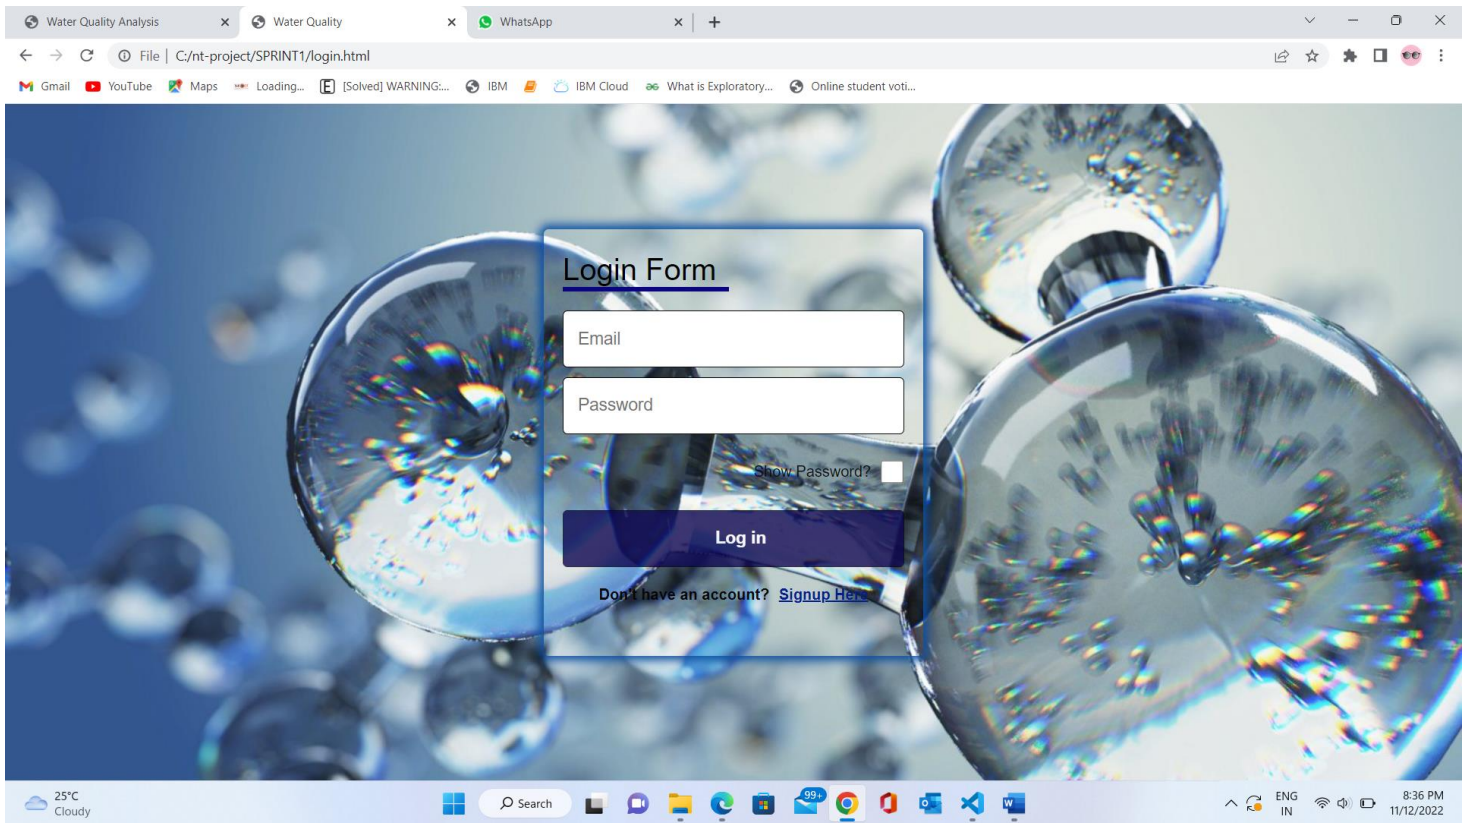 Water Quality Analysis
Water Quality
WhatsApp
File | C:/nt-project/SPRINT1/login.html
Gmail
YouTube
Maps
Loading...
[Solved] WARNING:...
IBM
IBM Cloud
What is Exploratory...
Online student voti...
Login Form
Email
Password
Show Password?
Log in
Don't have an account? Signup Here
25°C
Cloudy
Search
99+
ENG
IN
8:36 PM
11/12/2022